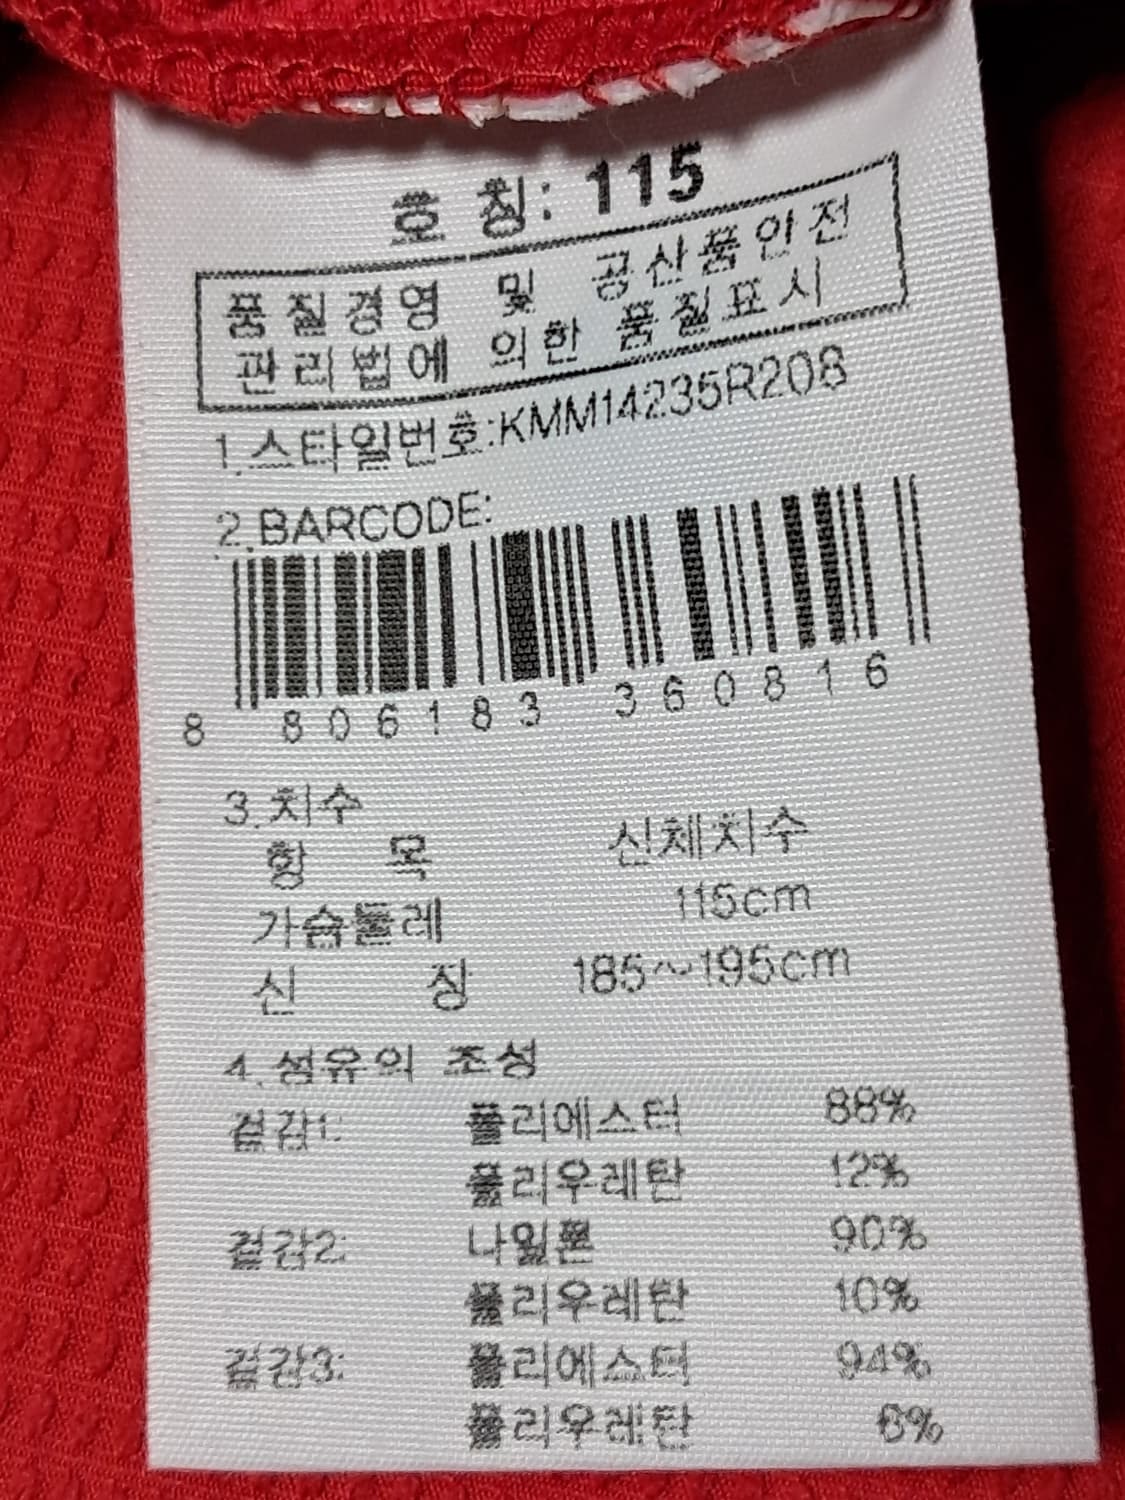 호 칭: 115
품질경영 및 공산품안전
관리법에 의한 품질표시
1.스타일번호:KMM14235R208
2.BARCODE:
8 806183 360816
3.치수
항 목 신체치수
가슴둘레 115cm
신 장 185~195cm
4.섬유의 조성
겉감1: 폴리에스터 88%
폴리우레탄 12%
겉감2: 나일론 90%
폴리우레탄 10%
겉감3: 폴리에스터 94%
폴리우레탄 6%